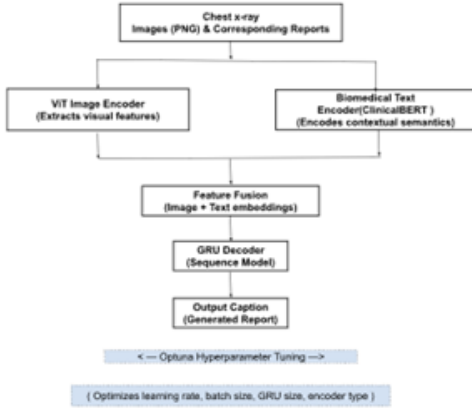 Chest x-ray
Images (PNG) & Corresponding Reports
ViT Image Encoder
(Extracts visual features)
Biomedical Text
Encoder(ClinicalBERT )
(Encodes contextual semantics)
Feature Fusion
(Image + Text embeddings)
GRU Decoder
(Sequence Model)
Output Caption
(Generated Report)
< --- Optuna Hyperparameter Tuning --->
( Optimizes learning rate, batch size, GRU size, encoder type )